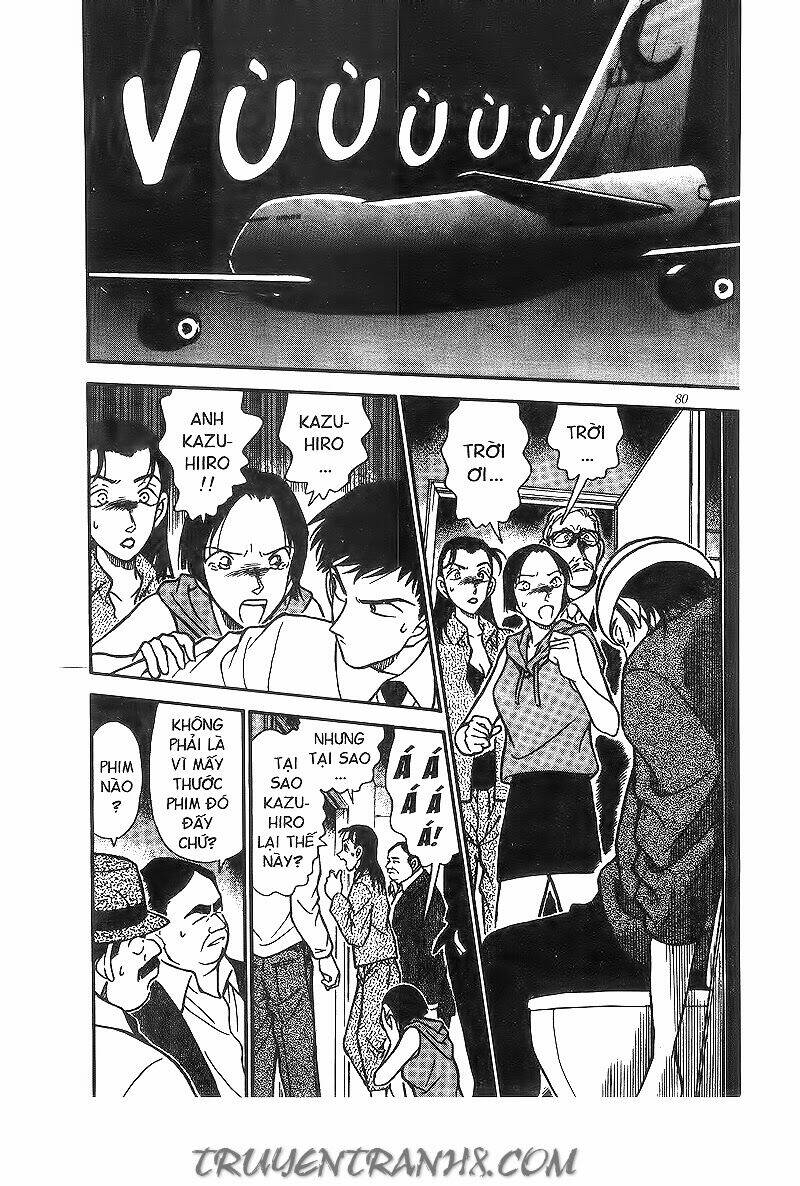 VÙÙÙÙÙ
80
TRỜI
...
TRỜI
ƠI...
KAZU-
HIRO
...
ANH
KAZU-
HIIRO
!!
Á Á
Á Á
Á Á!
NHƯNG
TẠI SAO
...
TẠI
SAO
KAZU-
HIRO
LẠI THẾ
NÀY?
KHÔNG
PHẢI LÀ
VÌ MẤY
THƯỚC
PHIM ĐÓ
ĐẤY
CHỨ?
PHIM
NÀO
?
TRUYENTRANH8.COM